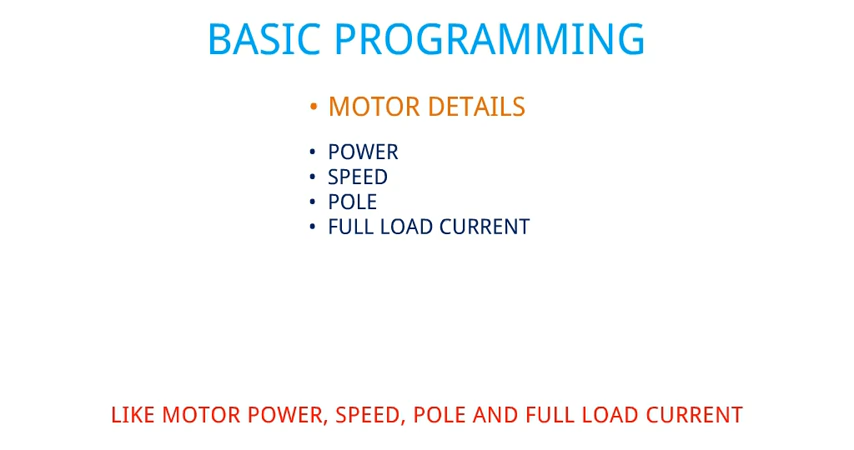 BASIC PROGRAMMING
• MOTOR DETAILS
• POWER
• SPEED
• POLE
• FULL LOAD CURRENT
LIKE MOTOR POWER, SPEED, POLE AND FULL LOAD CURRENT